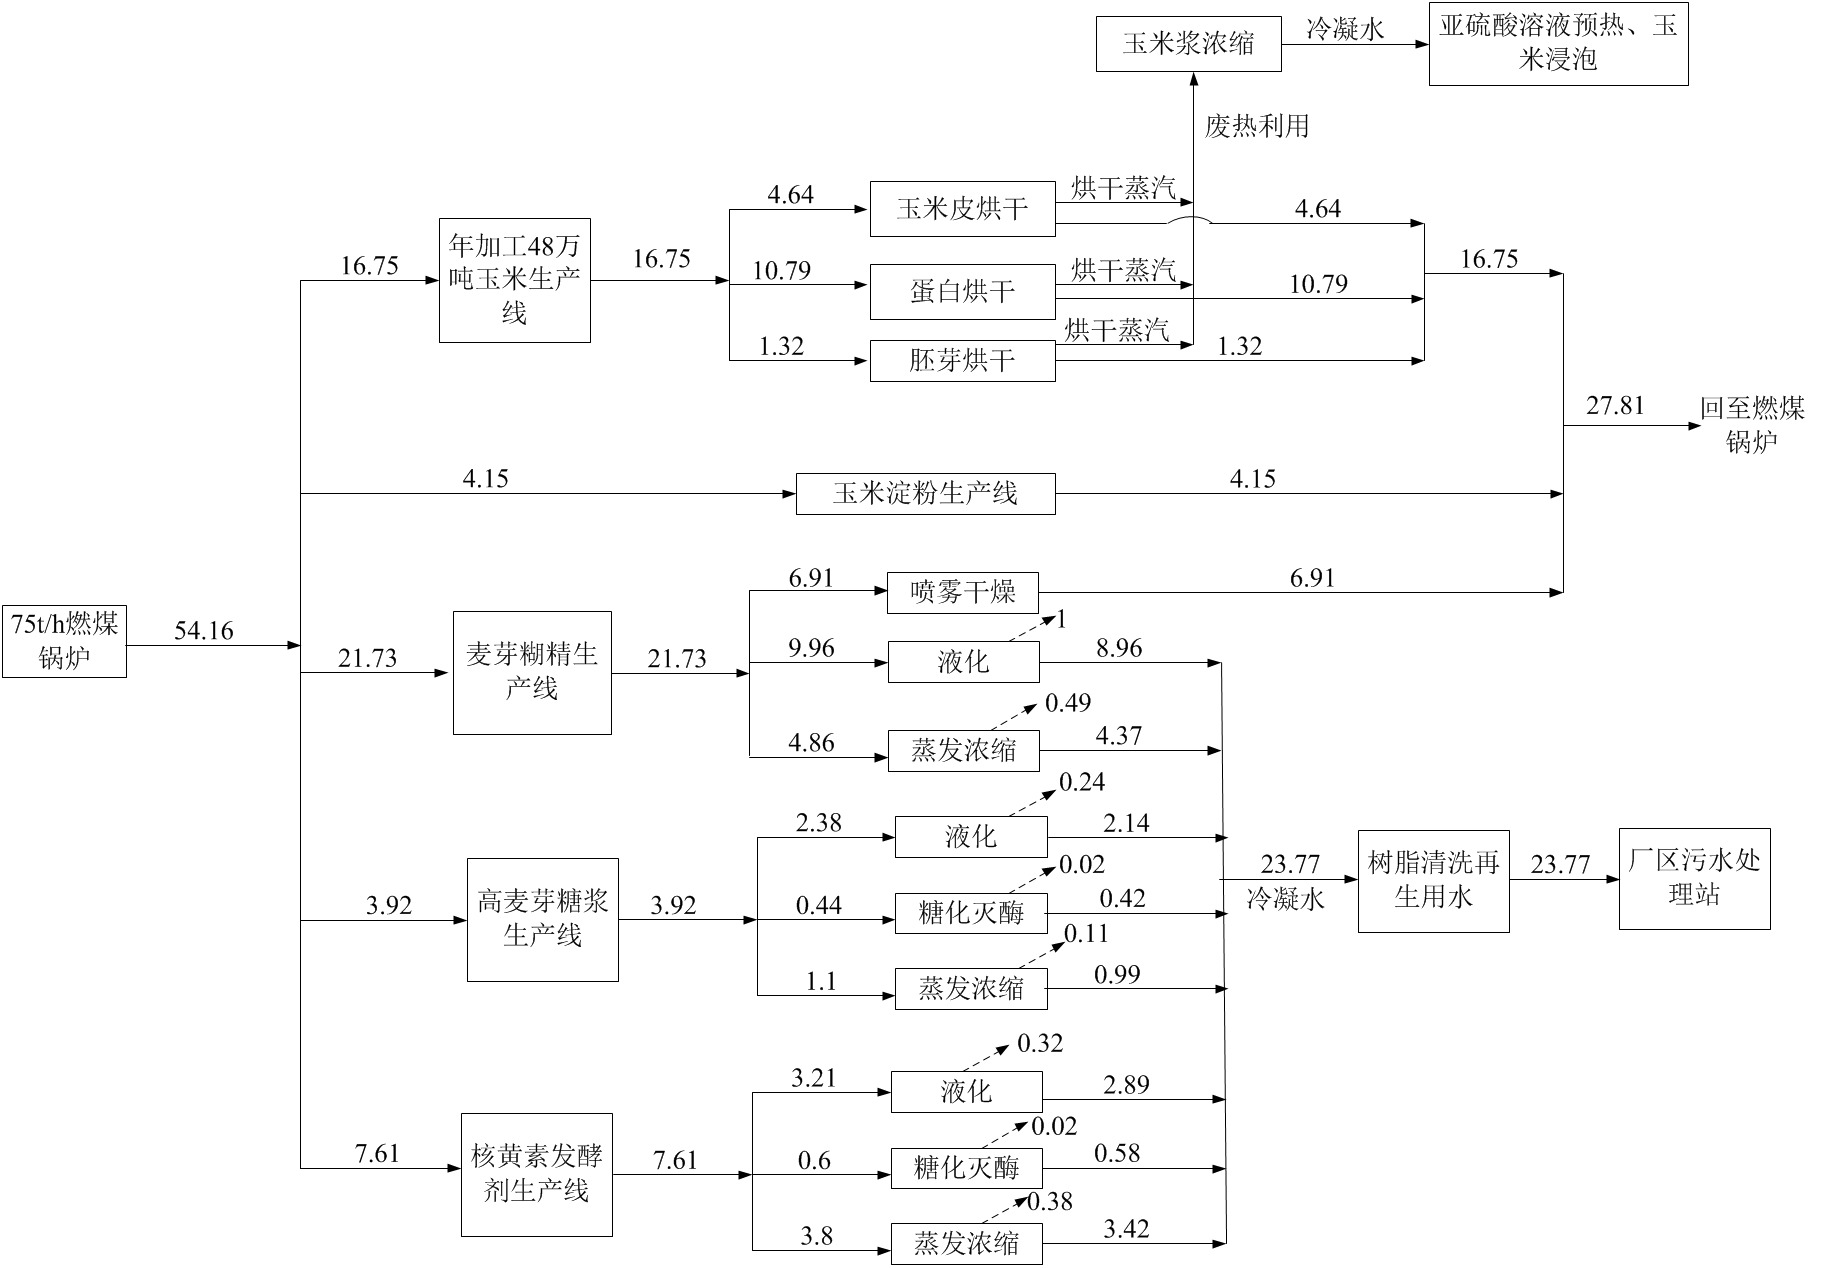 玉米浆浓缩
冷凝水
亚硫酸溶液预热、玉
米浸泡
废热利用
4.64
玉米皮烘干
烘干蒸汽
4.64
年加工48万
吨玉米生产
线
16.75
16.75
10.79
蛋白烘干
烘干蒸汽
10.79
16.75
1.32
胚芽烘干
烘干蒸汽
1.32
27.81
回至燃煤
锅炉
4.15
玉米淀粉生产线
4.15
75t/h燃煤
锅炉
54.16
6.91
喷雾干燥
6.91
21.73
麦芽糊精生
产线
21.73
9.96
液化
1
8.96
4.86
蒸发浓缩
0.49
4.37
2.38
液化
0.24
2.14
3.92
高麦芽糖浆
生产线
3.92
0.44
糖化灭酶
0.02
0.42
1.1
蒸发浓缩
0.11
0.99
23.77
冷凝水
树脂清洗再
生用水
23.77
厂区污水处
理站
3.21
液化
0.32
2.89
7.61
核黄素发酵
剂生产线
7.61
0.6
糖化灭酶
0.02
0.58
3.8
蒸发浓缩
0.38
3.42